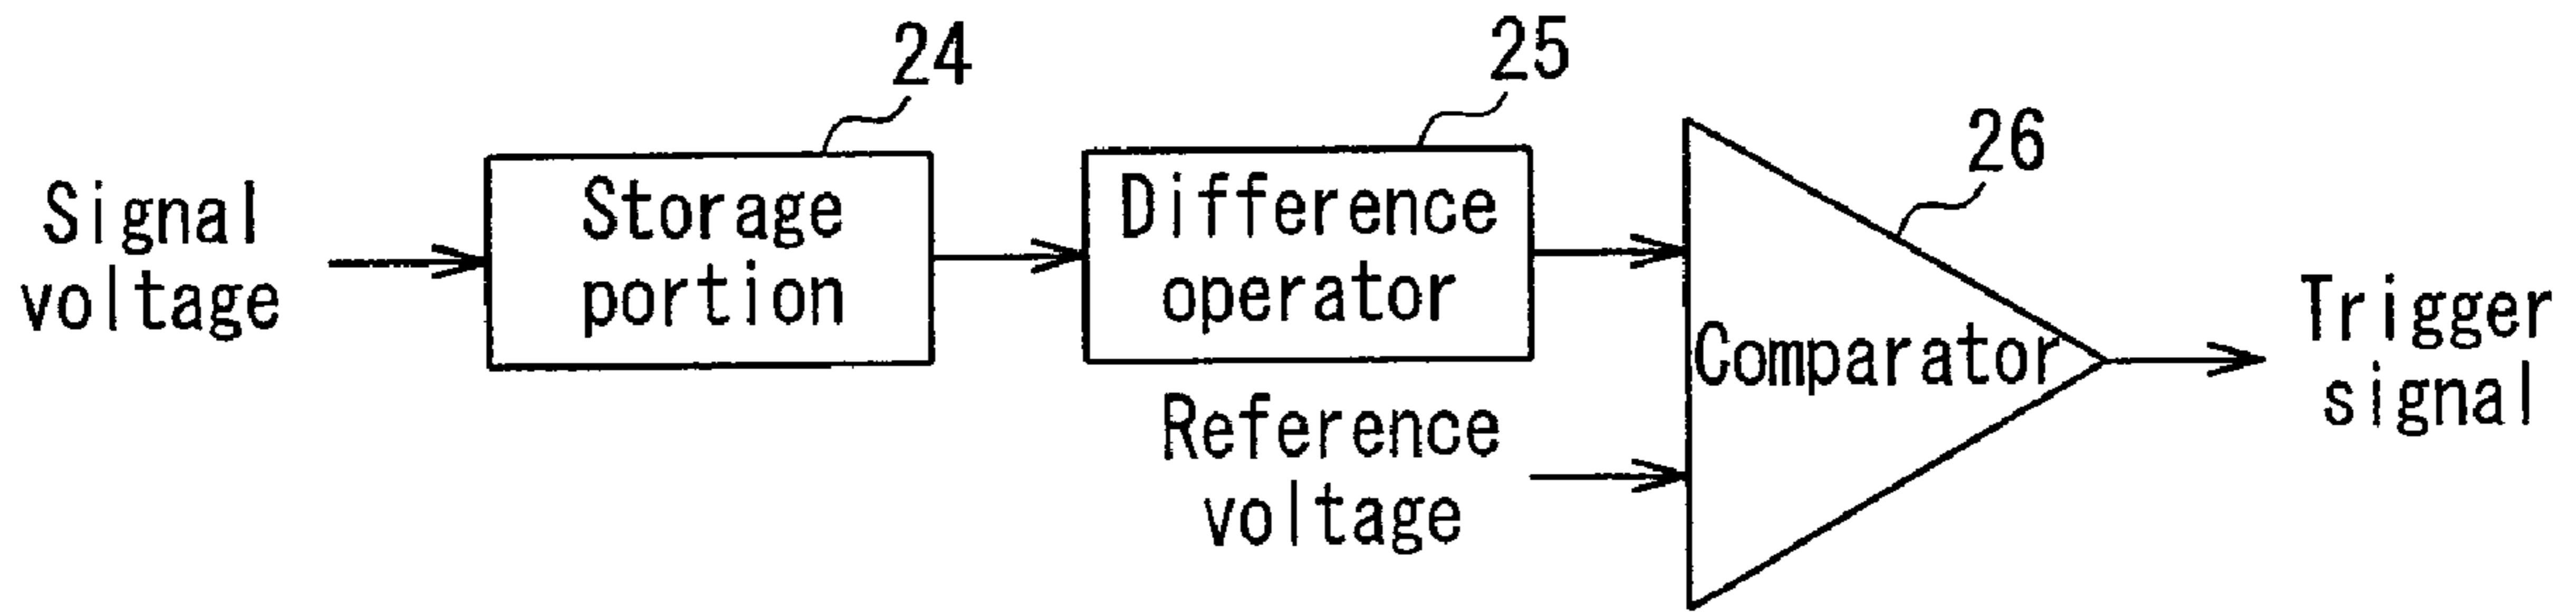 24
25
26
Signal
voltage
Storage
portion
Difference
operator
Reference
voltage
Comparator
Trigger
signal